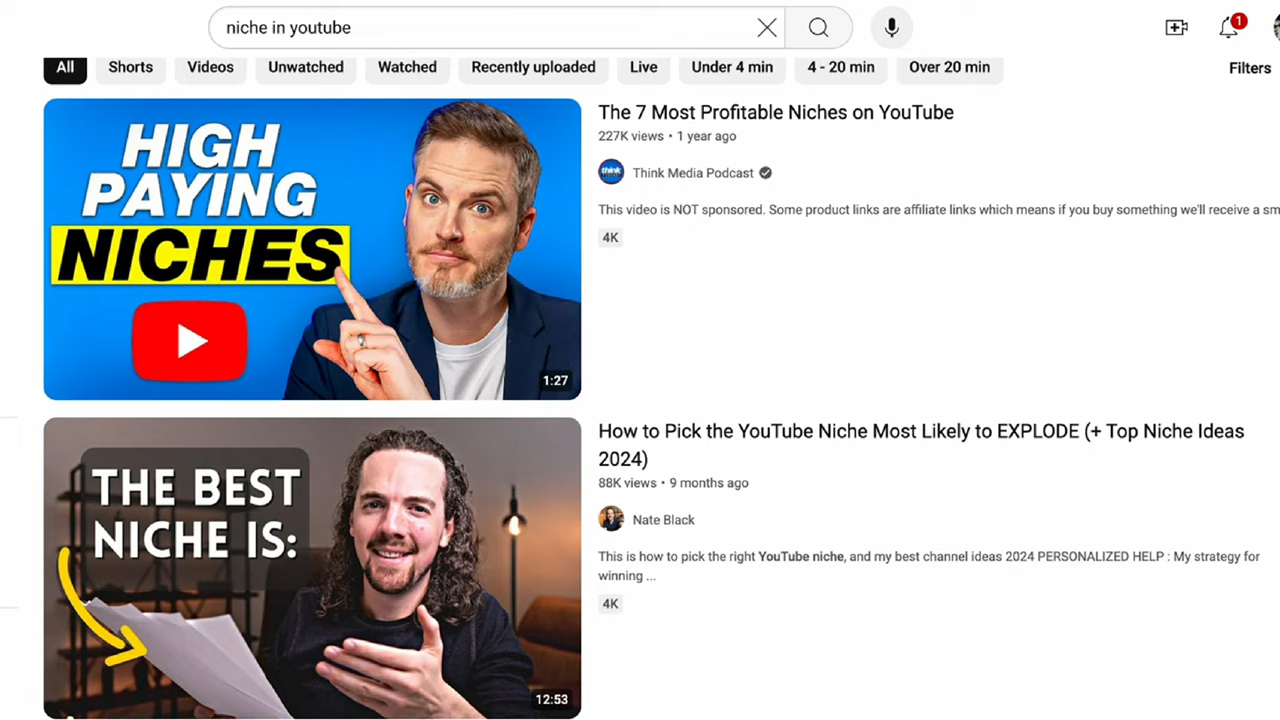 niche in youtube
1
All Shorts Videos Unwatched Watched Recently uploaded Live Under 4 min 4 - 20 min Over 20 min Filters
HIGH
PAYING
NICHES
1:27
The 7 Most Profitable Niches on YouTube
227K views • 1 year ago
think
Think Media Podcast
This video is NOT sponsored. Some product links are affiliate links which means if you buy something we'll receive a sm
4K
THE BEST
NICHE IS:
12:53
How to Pick the YouTube Niche Most Likely to EXPLODE (+ Top Niche Ideas
2024)
88K views • 9 months ago
Nate Black
This is how to pick the right YouTube niche, and my best channel ideas 2024 PERSONALIZED HELP : My strategy for
winning ...
4K